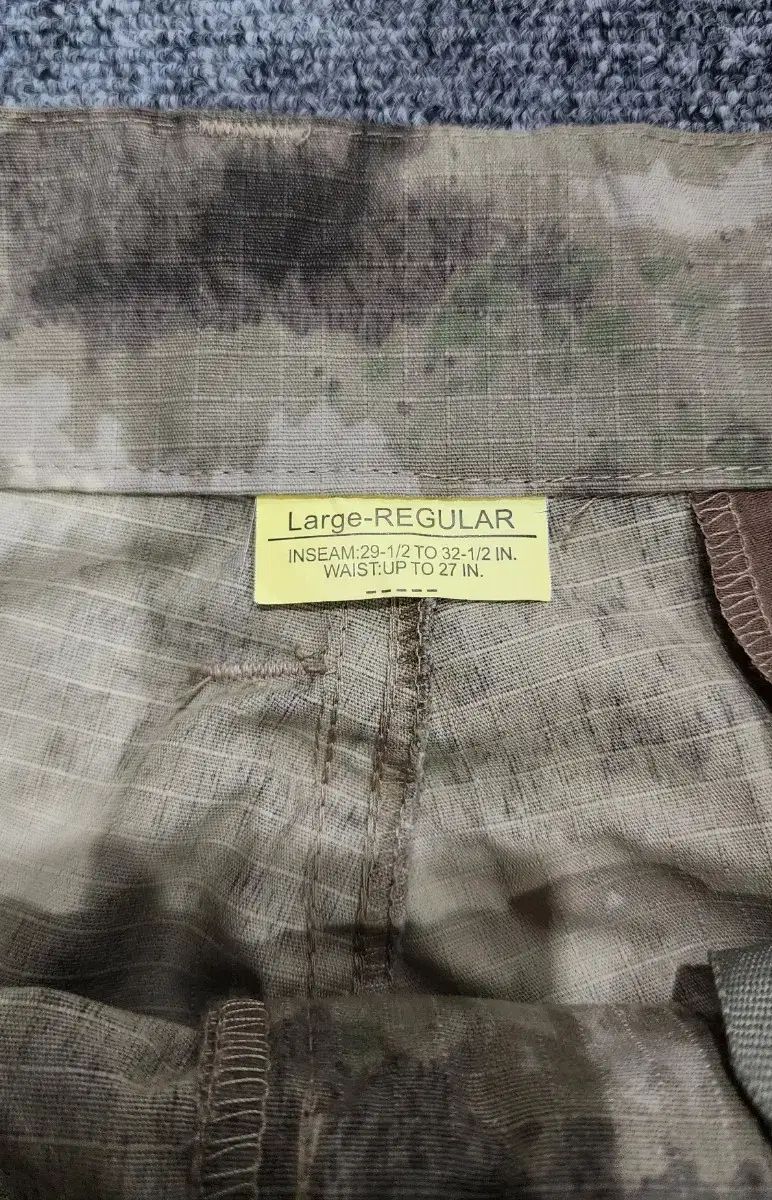 Large-REGULAR
INSEAM:29-1/2 TO 32-1/2 IN.
WAIST:UP TO 27 IN.